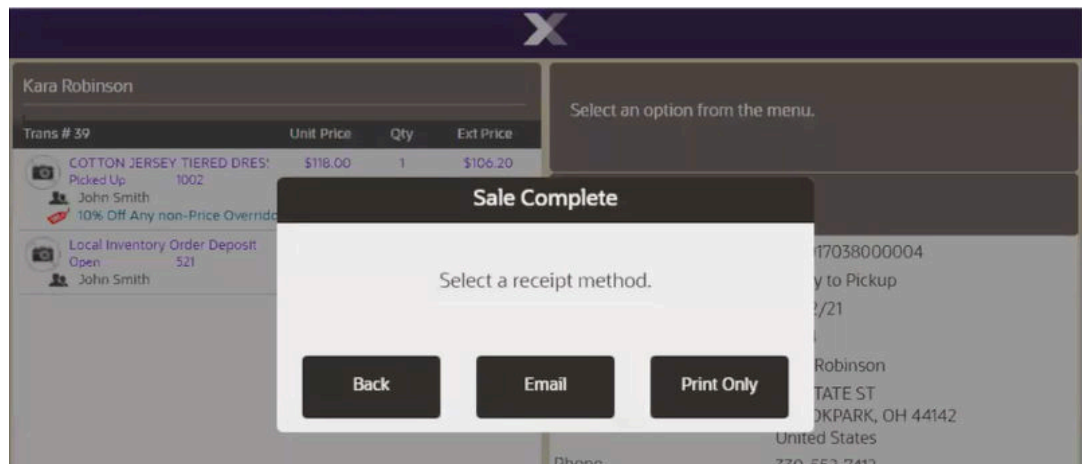 Kara Robinson
Select an option from the menu.
Trans # 39 Unit Price Qty Ext Price
COTTON JERSEY TIERED DRES $118.00 1 $106.20
Picked Up 1002
John Smith
10% Off Any non-Price Overrid
Local Inventory Order Deposit
Open 521
John Smith
Sale Complete
Select a receipt method.
Back Email Print Only
17038000004
y to Pickup
/21
Robinson
TATE ST
OKPARK, OH 44142
United States
Phone